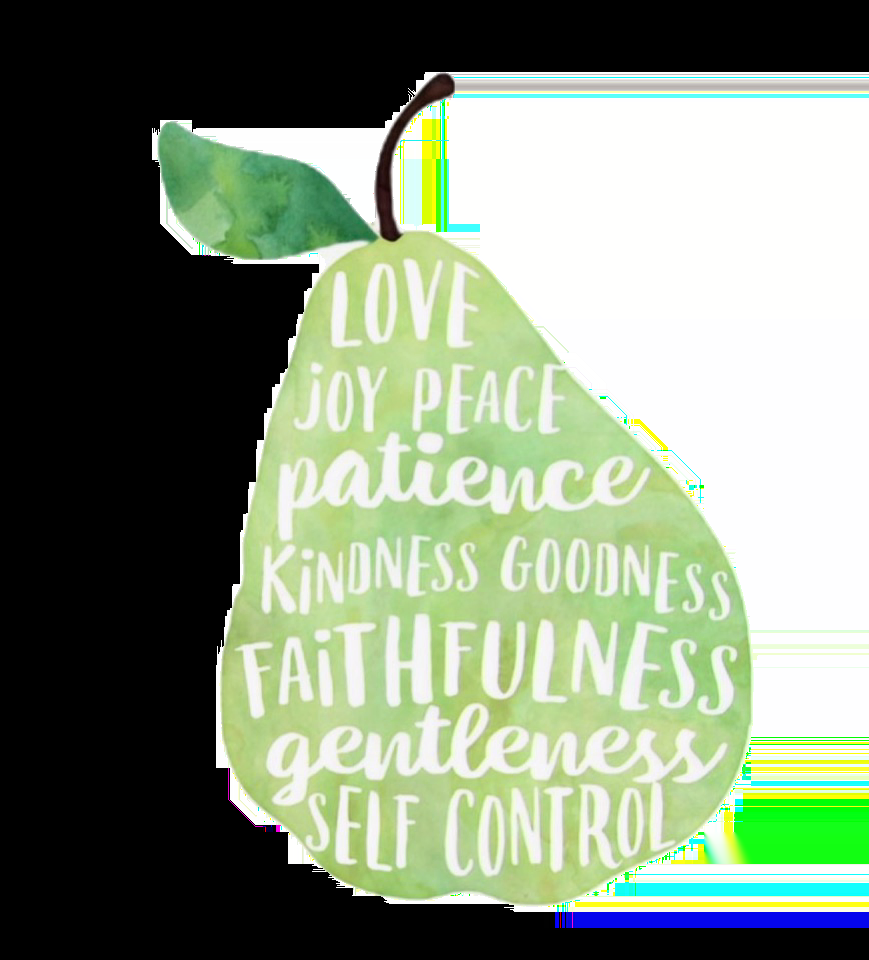 LOVE
JOY PEACE
patience
KiNDNESS GOODNESS
FAiTHFULNESS
gentleness
SELF CONTROL